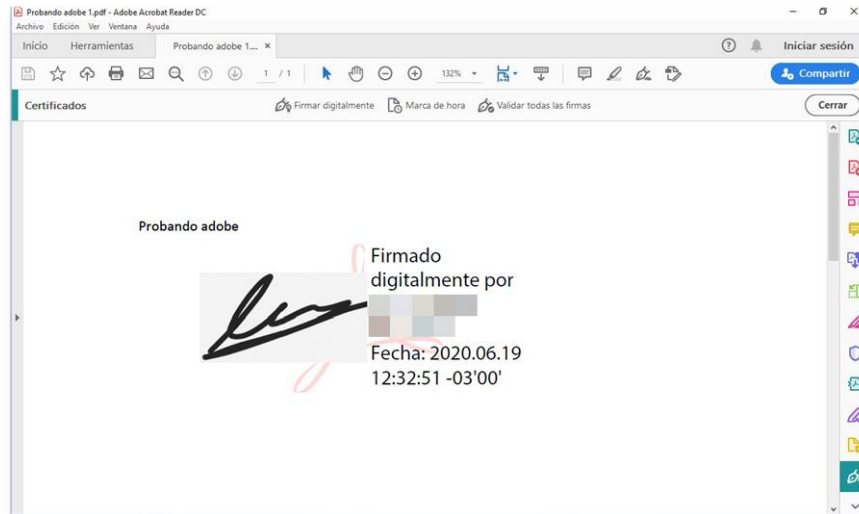 Probando adobe 1.pdf - Adobe Acrobat Reader DC
Archivo Edición Ver Ventana Ayuda
Inicio Herramientas Probando adobe 1.... × Iniciar sesión
1 / 1 132% Compartir
Certificados Firmar digitalmente Marca de hora Validar todas las firmas Cerrar
Probando adobe
Firmado
digitalmente por
Fecha: 2020.06.19
12:32:51 -03'00'